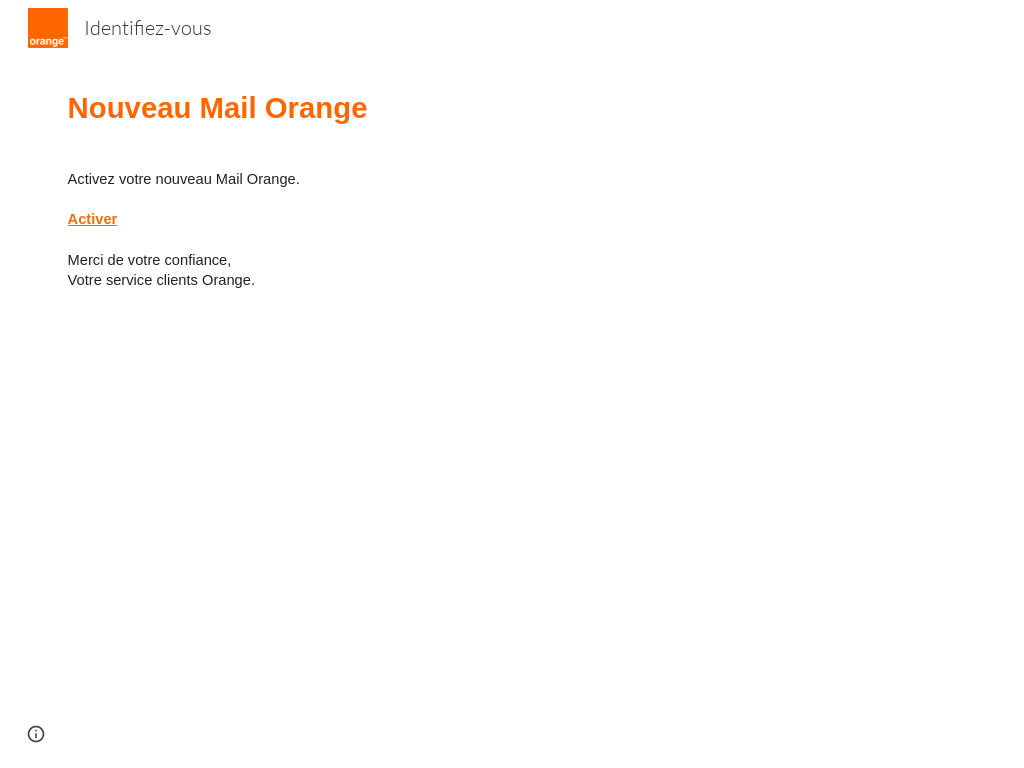 orange™
Identifiez-vous
Nouveau Mail Orange
Activez votre nouveau Mail Orange.
Activer
Merci de votre confiance,
Votre service clients Orange.